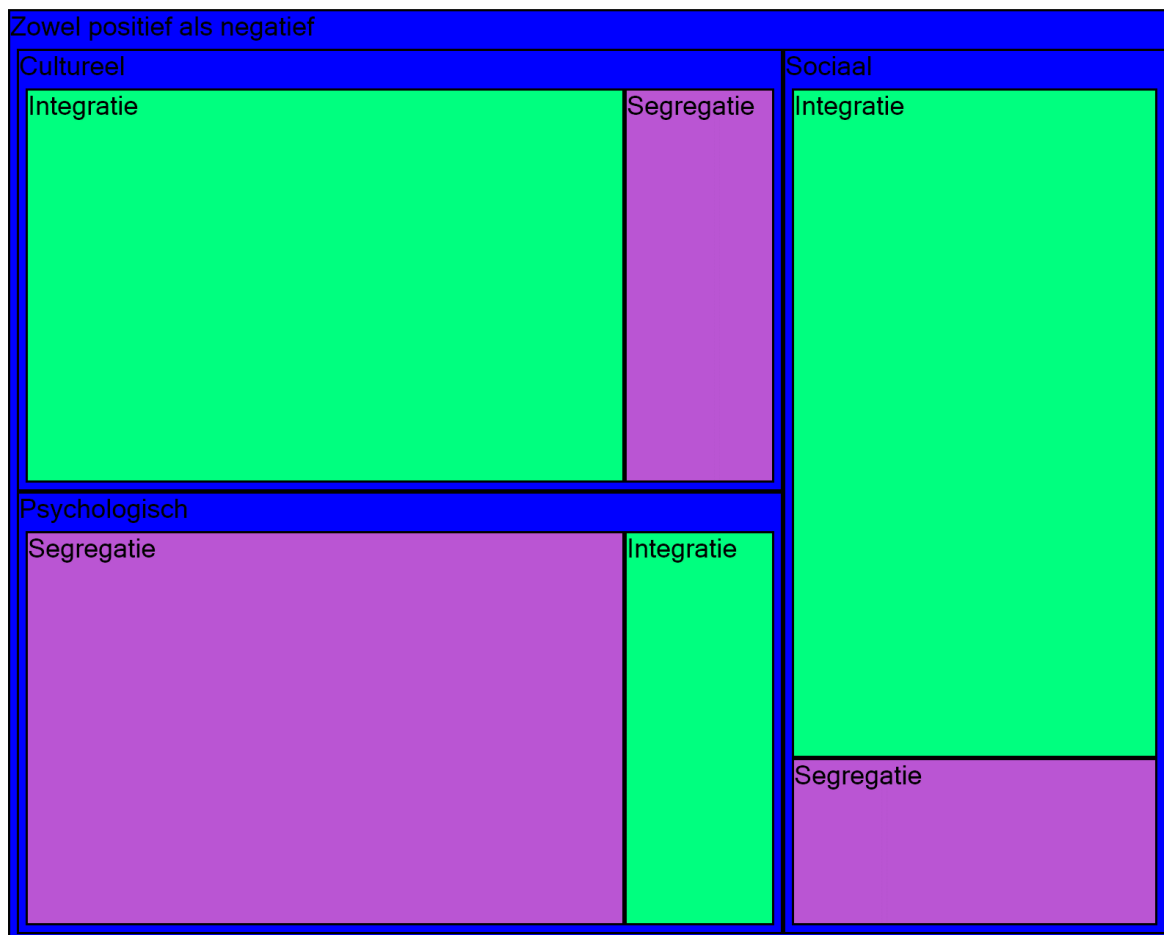 Zowel positief als negatief
Cultureel
Integratie
Segregatie
Psychologisch
Segregatie
Integratie
Sociaal
Integratie
Segregatie